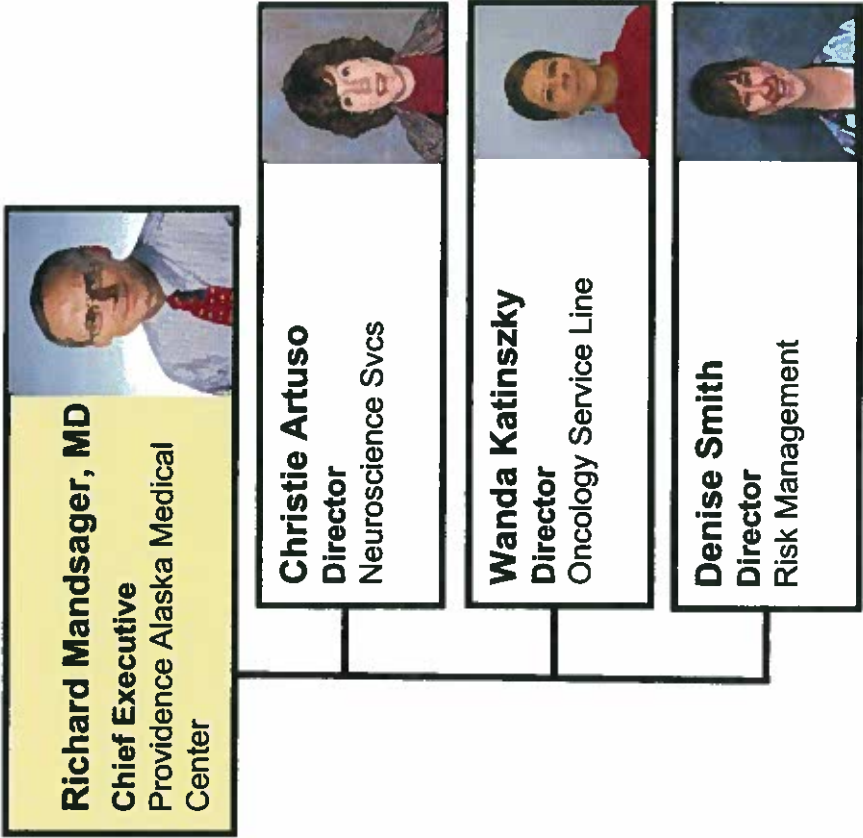 Richard Mandsager, MD
Chief Executive
Providence Alaska Medical
Center
Christie Artuso
Director
Neuroscience Svcs
Wanda Katinszky
Director
Oncology Service Line
Denise Smith
Director
Risk Management